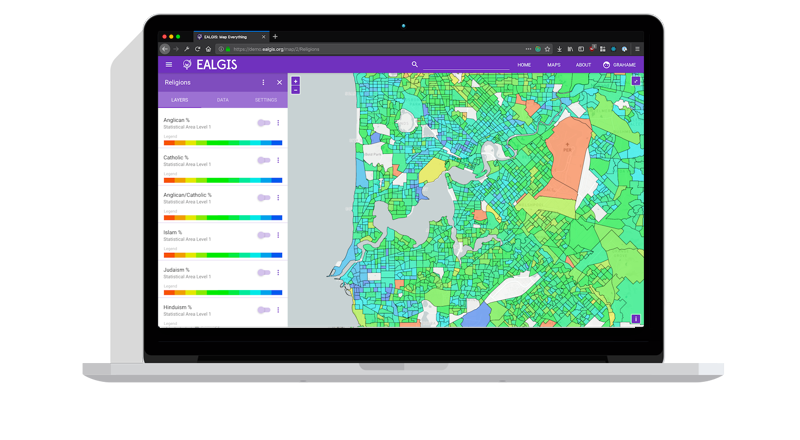 EALGIS: Map Everything
https://demo.ealgis.org/map/2/Religions
EALGIS
HOME
MAPS
ABOUT
GRAHAME
Religions
LAYERS
DATA
SETTINGS
Anglican %
Statistical Area Level 1
Legend
Catholic %
Statistical Area Level 1
Legend
Anglican/Catholic %
Statistical Area Level 1
Legend
Islam %
Statistical Area Level 1
Legend
Judaism %
Statistical Area Level 1
Legend
Hinduism %
Statistical Area Level 1
Legend
PER